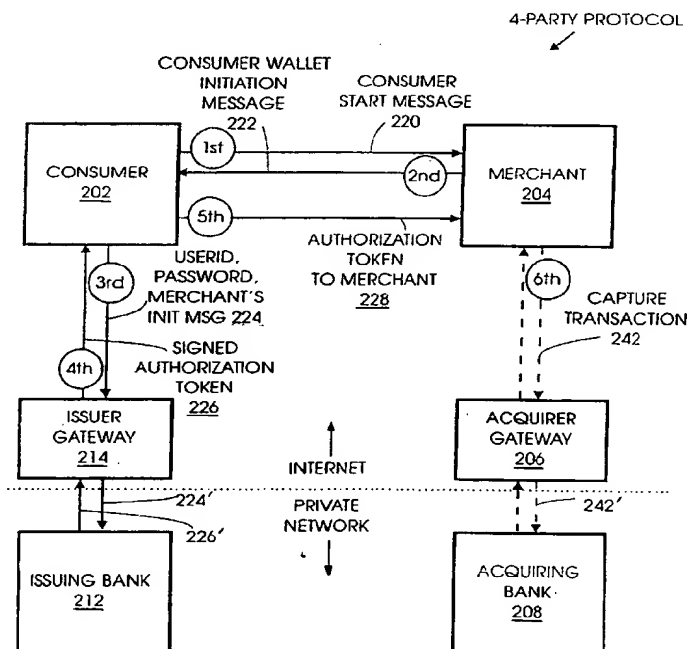 4-PARTY PROTOCOL
CONSUMER WALLET
INITIATION
MESSAGE
222
CONSUMER
START MESSAGE
220
1st
CONSUMER
202
2nd
MERCHANT
204
5th
AUTHORIZATION
TOKEN
TO MERCHANT
228
USERID,
PASSWORD,
MERCHANT'S
INIT MSG 224
3rd
6th
CAPTURE
TRANSACTION
242
SIGNED
AUTHORIZATION
TOKEN
226
4th
ISSUER
GATEWAY
214
ACQUIRER
GATEWAY
206
INTERNET
PRIVATE
NETWORK
224'
226'
242'
ISSUING BANK
212
ACQUIRING
BANK
208